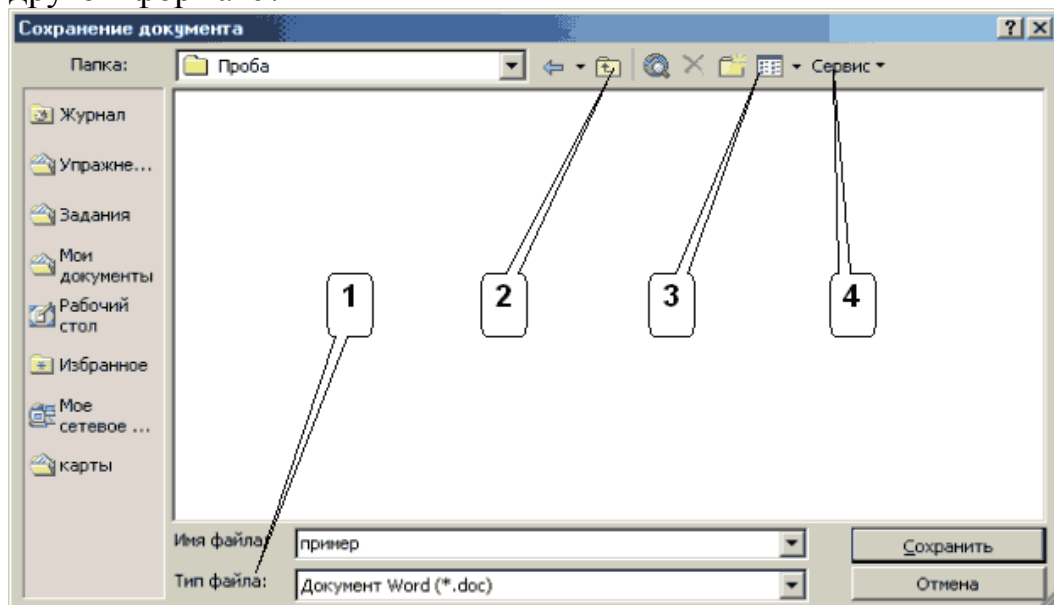 Сохранение документа
Папка:
Проба
Сервис
Журнал
Упражне...
Задания
Мои
документы
Рабочий
стол
Избранное
Мое
сетевое ...
карты
1
2
3
4
Имя файла:
пример
Сохранить
Тип файла:
Документ Word (*.doc)
Отмена